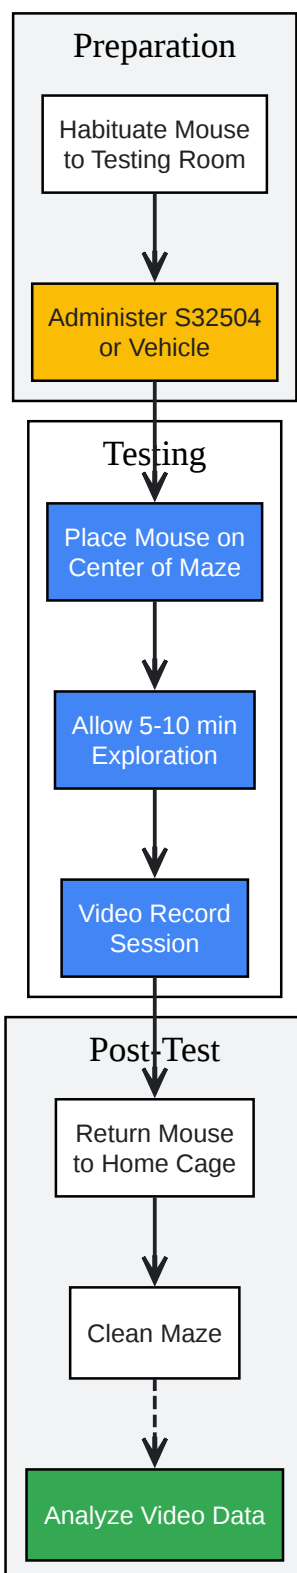 Preparation
Habituate Mouse
to Testing Room
Administer S32504
or Vehicle
Testing
Place Mouse on
Center of Maze
Allow 5-10 min
Exploration
Video Record
Session
Post-Test
Return Mouse
to Home Cage
Clean Maze
Analyze Video Data